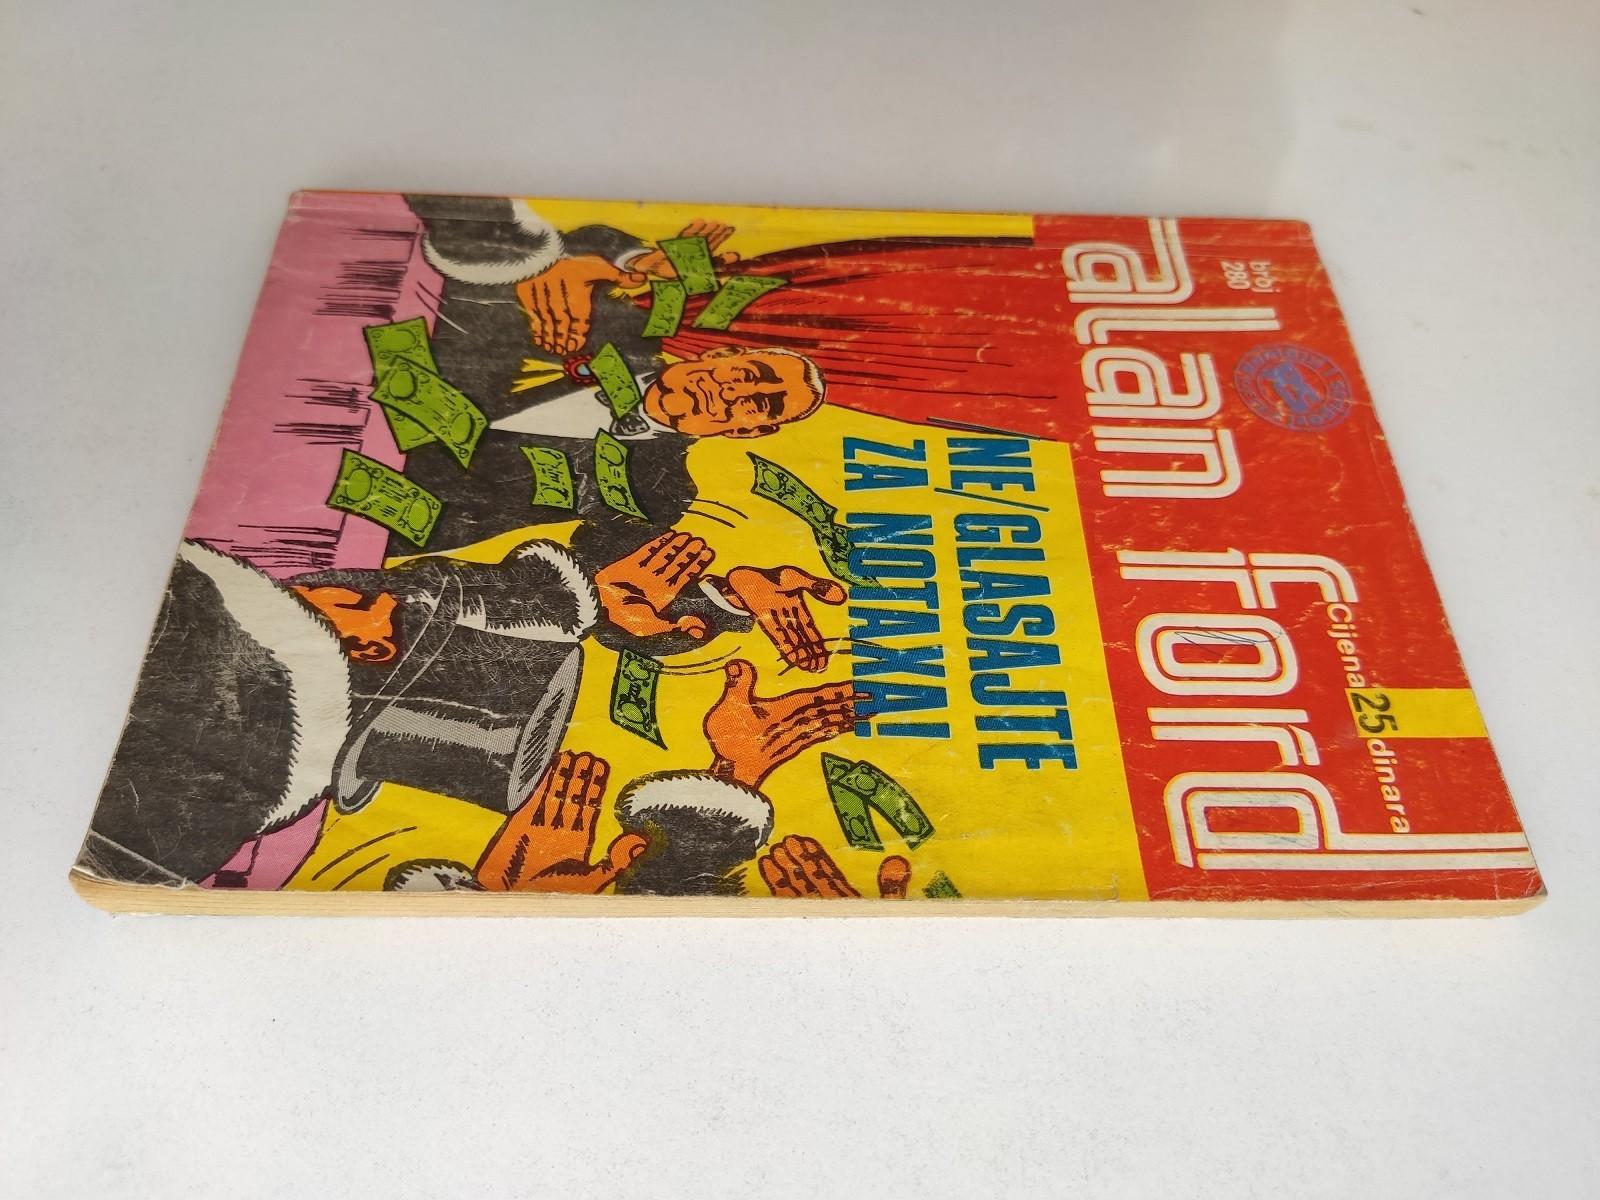 broj
280
alan ford
Cijena 25 dinara
NE/GLASAJTE
ZA NOTAXA!